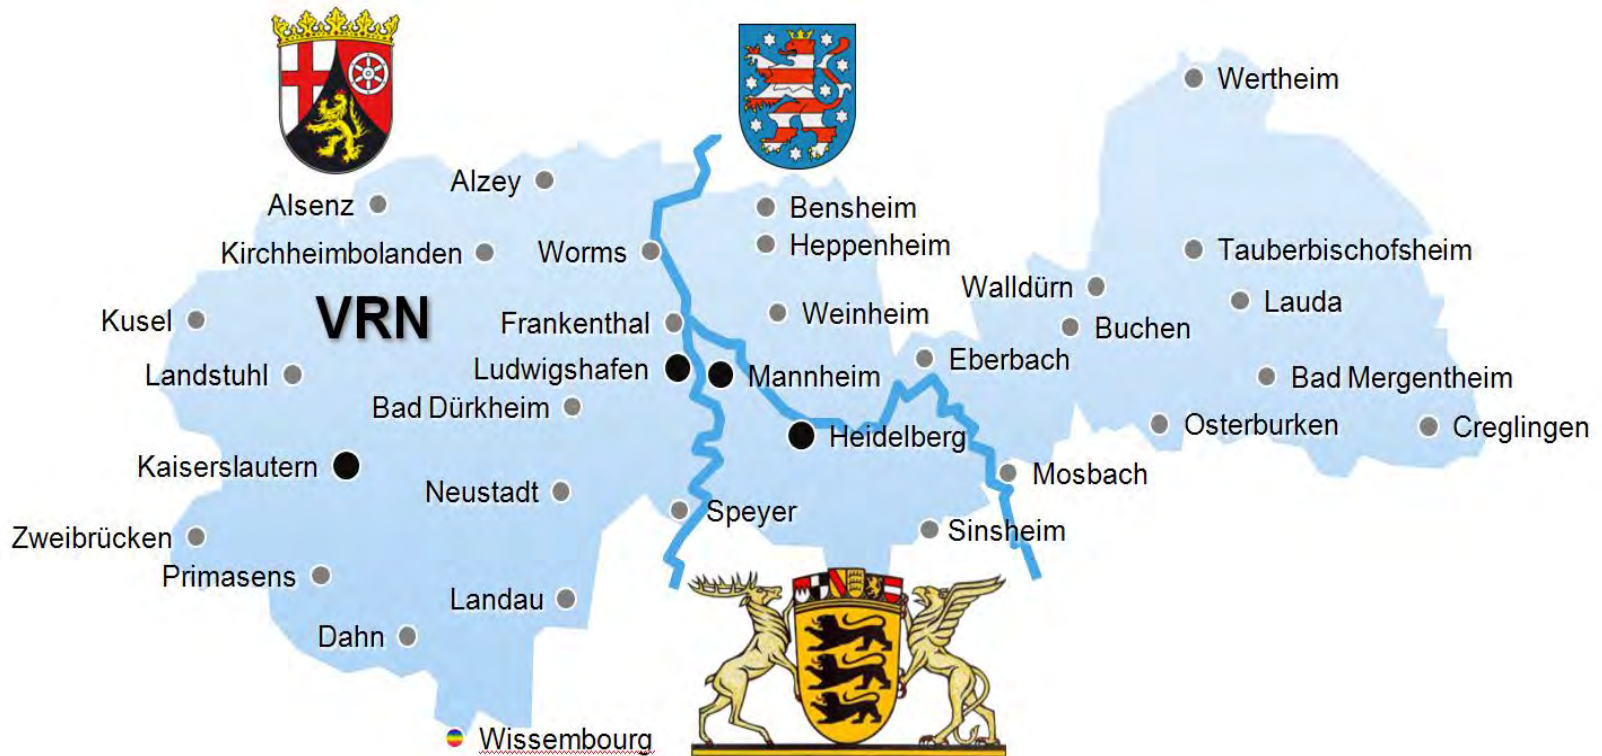 Wertheim
Alzey
Alsenz
Bensheim
Kirchheimbolanden
Worms
Heppenheim
Tauberbischofsheim
Walldürn
Lauda
Kusel
VRN
Frankenthal
Weinheim
Buchen
Landstuhl
Ludwigshafen
Mannheim
Eberbach
Bad Mergentheim
Bad Dürkheim
Osterburken
Creglingen
Heidelberg
Kaiserslautern
Mosbach
Neustadt
Speyer
Zweibrücken
Sinsheim
Primasens
Landau
Dahn
Wissembourg